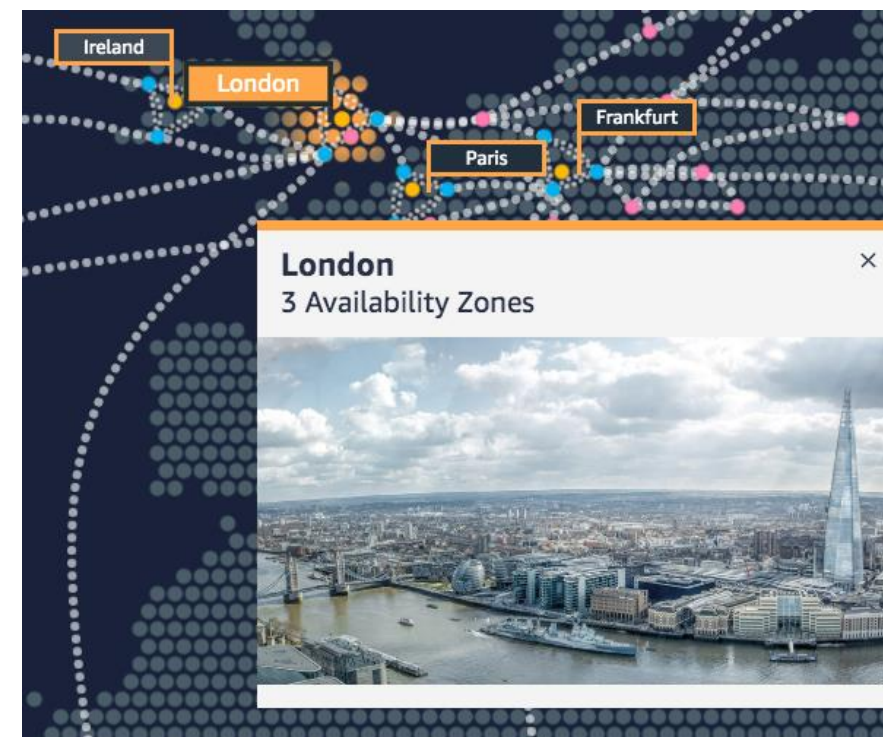 Ireland
London
Frankfurt
Paris
London
3 Availability Zones